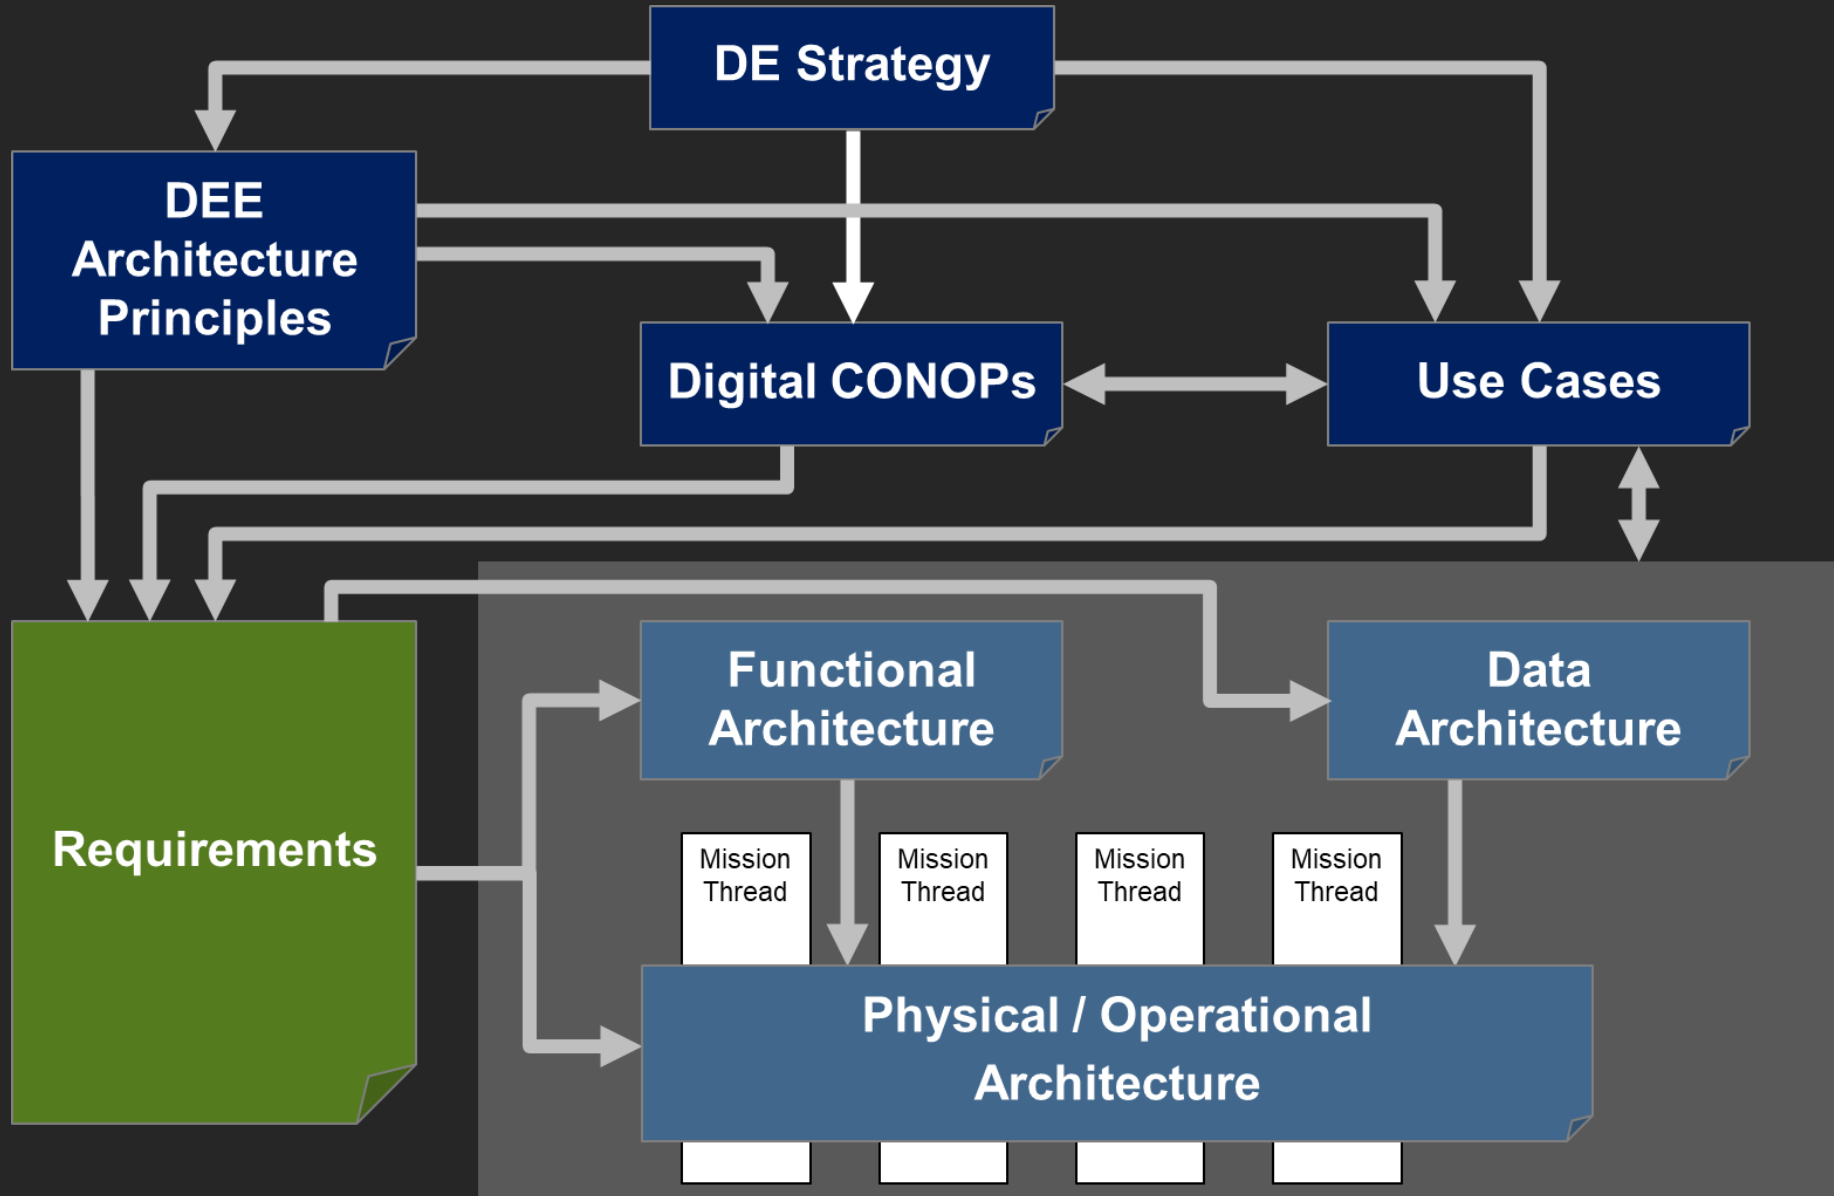 DE Strategy
DEE
Architecture
Principles
Digital CONOPs
Use Cases
Requirements
Functional
Architecture
Data
Architecture
Mission
Thread
Mission
Thread
Mission
Thread
Mission
Thread
Physical / Operational
Architecture